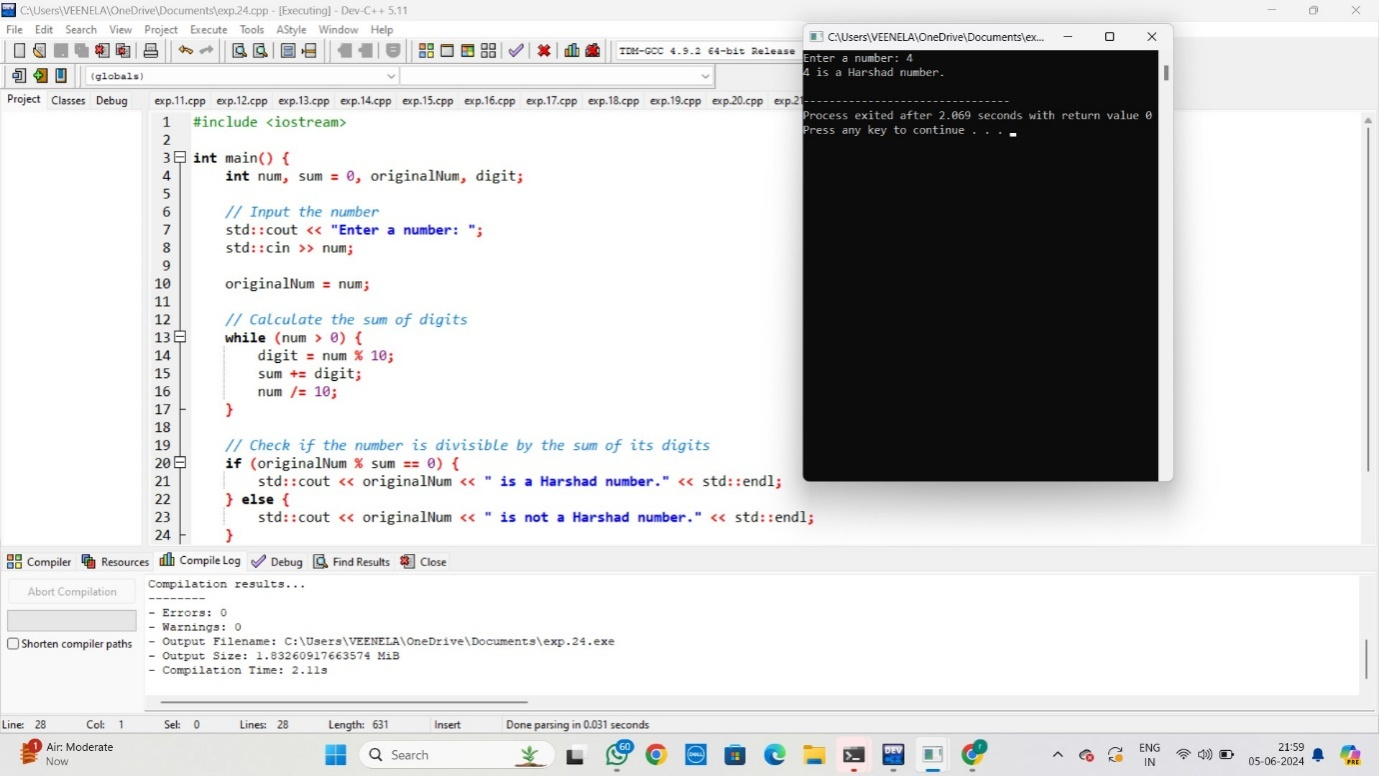 C:\Users\VEENELA\OneDrive\Documents\exp.24.cpp - [Executing] - Dev-C++ 5.11
File Edit Search View Project Execute Tools AStyle Window Help
TDM-GCC 4.9.2 64-bit Release
(globals)
Project Classes Debug
exp.11.cpp exp.12.cpp exp.13.cpp exp.14.cpp exp.15.cpp exp.16.cpp exp.17.cpp exp.18.cpp exp.19.cpp exp.20.cpp exp.21
1 #include <iostream>
2
3 int main() {
4 int num, sum = 0, originalNum, digit;
5
6 // Input the number
7 std::cout << "Enter a number: ";
8 std::cin >> num;
9
10 originalNum = num;
11
12 // Calculate the sum of digits
13 while (num > 0) {
14 digit = num % 10;
15 sum += digit;
16 num /= 10;
17 }
18
19 // Check if the number is divisible by the sum of its digits
20 if (originalNum % sum == 0) {
21 std::cout << originalNum << " is a Harshad number." << std::endl;
22 } else {
23 std::cout << originalNum << " is not a Harshad number." << std::endl;
24 }
C:\Users\VEENELA\OneDrive\Documents\ex...
Enter a number: 4
4 is a Harshad number.
--------------------------------
Process exited after 2.069 seconds with return value 0
Press any key to continue . . .
Compiler Resources Compile Log Debug Find Results Close
Abort Compilation
Shorten compiler paths
Compilation results...
--------
- Errors: 0
- Warnings: 0
- Output Filename: C:\Users\VEENELA\OneDrive\Documents\exp.24.exe
- Output Size: 1.83260917663574 MiB
- Compilation Time: 2.11s
Line: 28 Col: 1 Sel: 0 Lines: 28 Length: 631 Insert Done parsing in 0.031 seconds
1
Air: Moderate
Now
Search
60
DELL
DEV
ENG
IN
21:59
05-06-2024
PRE